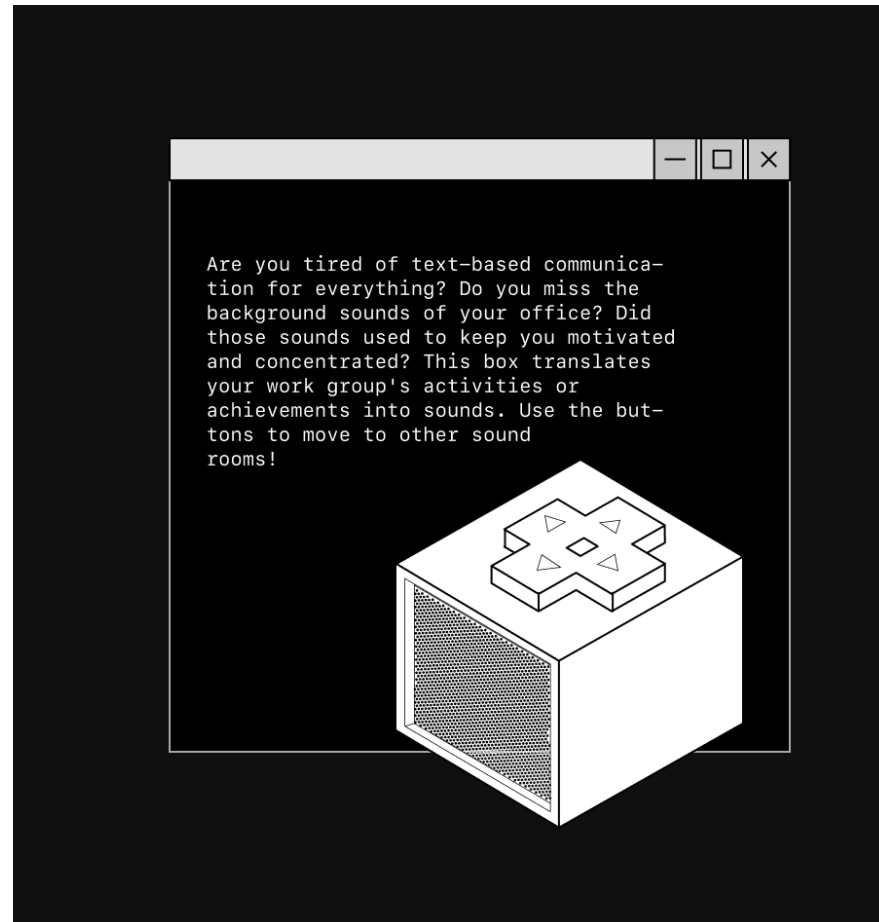 Are you tired of text-based communica-
tion for everything? Do you miss the
background sounds of your office? Did
those sounds used to keep you motivated
and concentrated? This box translates
your work group's activities or
achievements into sounds. Use the but-
tons to move to other sound
rooms!